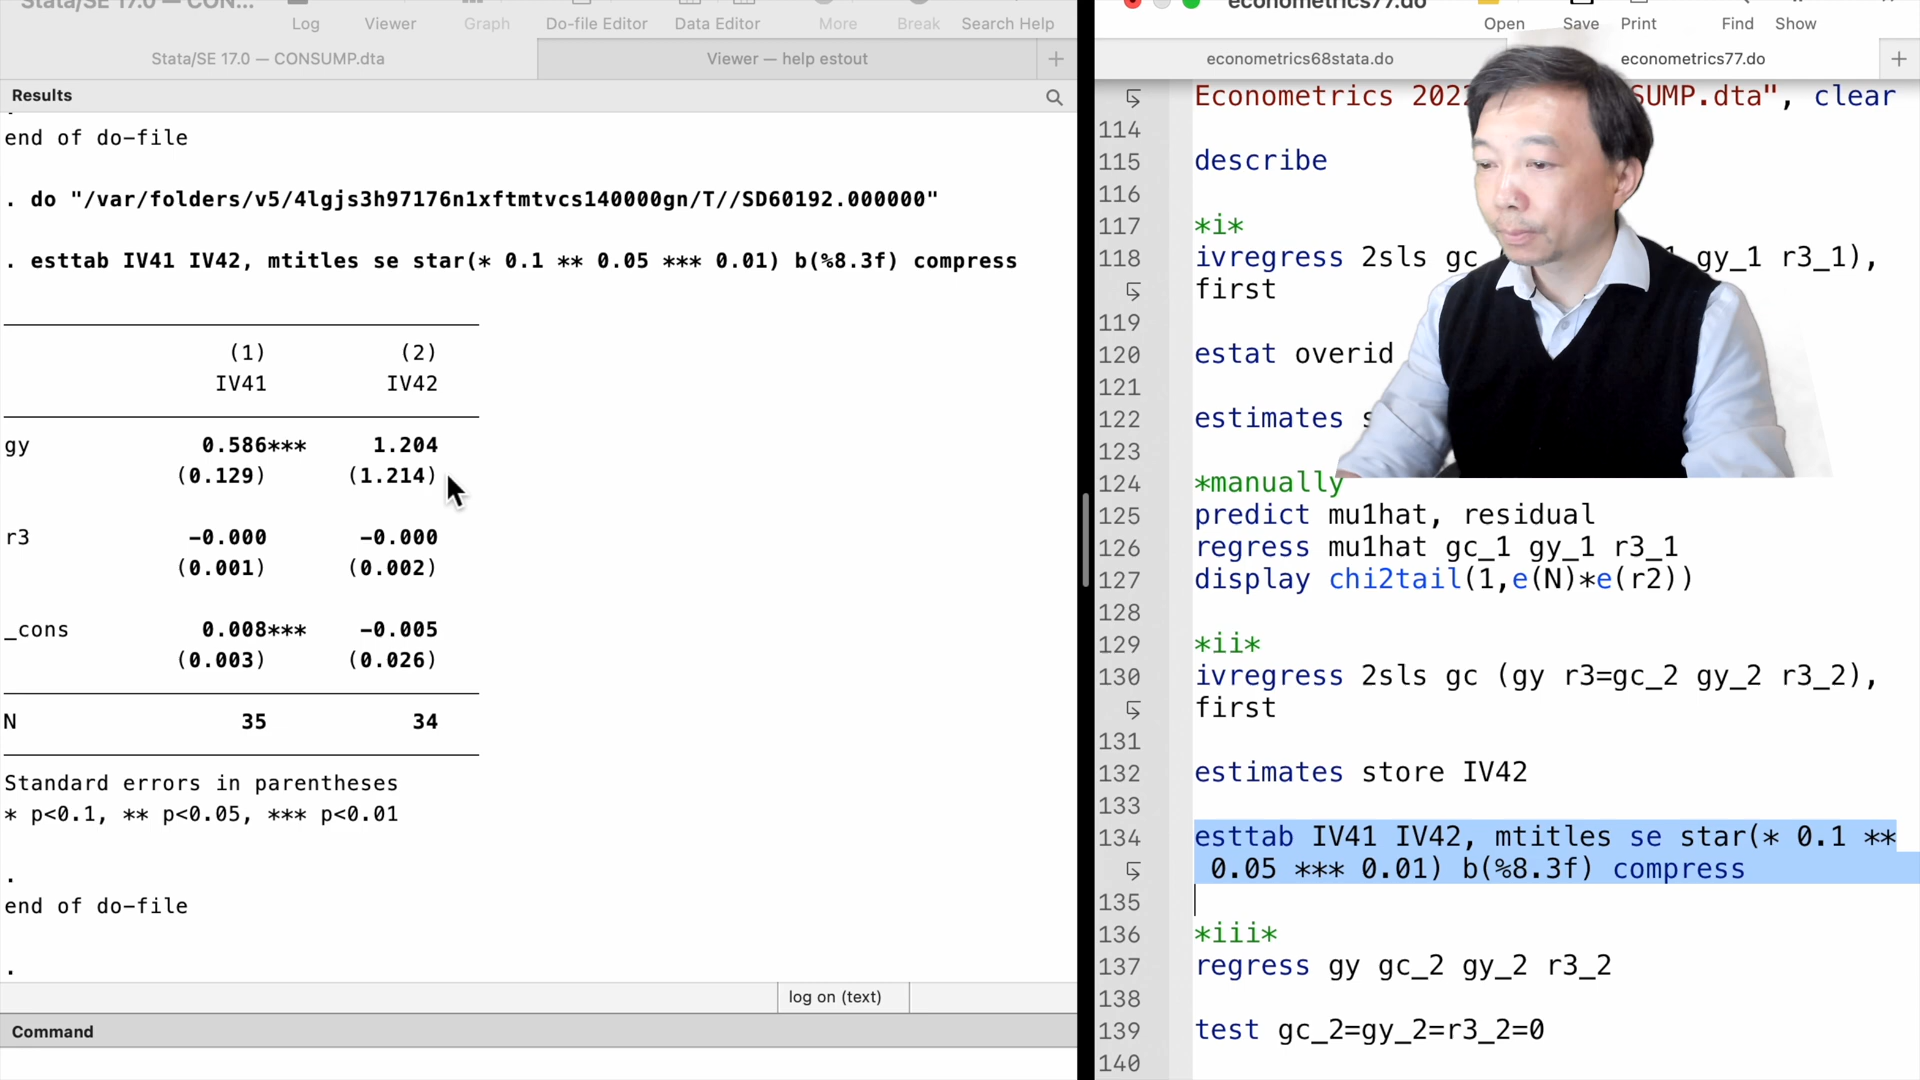 Stata/SE 17.0 — CON...
Log Viewer Graph Do-file Editor Data Editor More Break Search Help
Stata/SE 17.0 — CONSUMP.dta
Viewer — help estout
Results
.
end of do-file
. do "/var/folders/v5/4lgjs3h97176n1xftmtvcs140000gn/T//SD60192.000000"
. esttab IV41 IV42, mtitles se star(* 0.1 ** 0.05 *** 0.01) b(%8.3f) compress
(1) (2)
IV41 IV42
gy 0.586*** 1.204
(0.129) (1.214)
r3 -0.000 -0.000
(0.001) (0.002)
_cons 0.008*** -0.005
(0.003) (0.026)
N 35 34
Standard errors in parentheses
* p<0.1, ** p<0.05, *** p<0.01
.
end of do-file
.
log on (text)
Command
econometrics77.do
Open Save Print Find Show
econometrics68stata.do
econometrics77.do
Econometrics 202 SUMP.dta", clear
114
115 describe
116
117 *i*
118 ivregress 2sls gc ( gy_1 r3_1),
first
119
120 estat overid
121
122 estimates
123
124 *manually
125 predict mu1hat, residual
126 regress mu1hat gc_1 gy_1 r3_1
127 display chi2tail(1,e(N)*e(r2))
128
129 *ii*
130 ivregress 2sls gc (gy r3=gc_2 gy_2 r3_2),
first
131
132 estimates store IV42
133
134 esttab IV41 IV42, mtitles se star(* 0.1 **
0.05 *** 0.01) b(%8.3f) compress
135
136 *iii*
137 regress gy gc_2 gy_2 r3_2
138
139 test gc_2=gy_2=r3_2=0
140